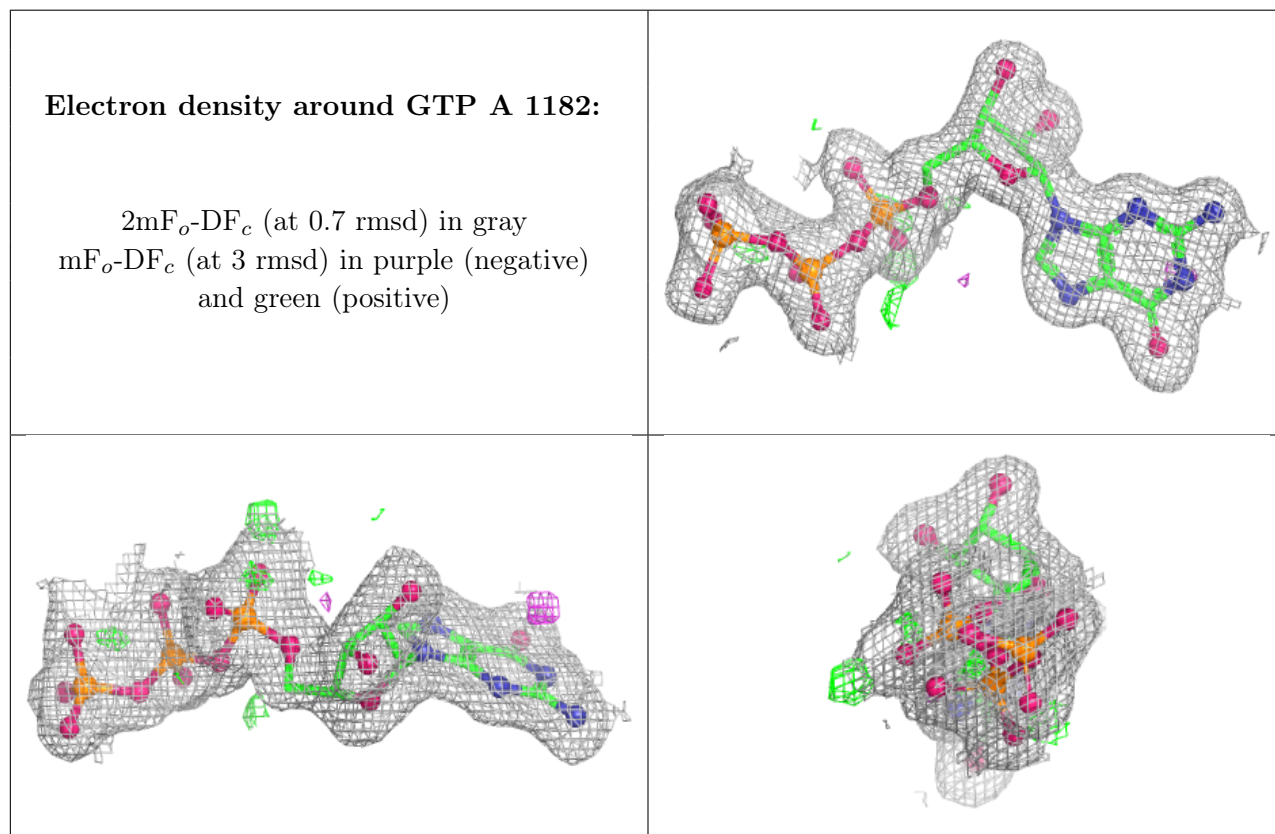 Electron density around GTP A 1182:
2mFₒ-DF𝒸 (at 0.7 rmsd) in gray
mFₒ-DF𝒸 (at 3 rmsd) in purple (negative)
and green (positive)